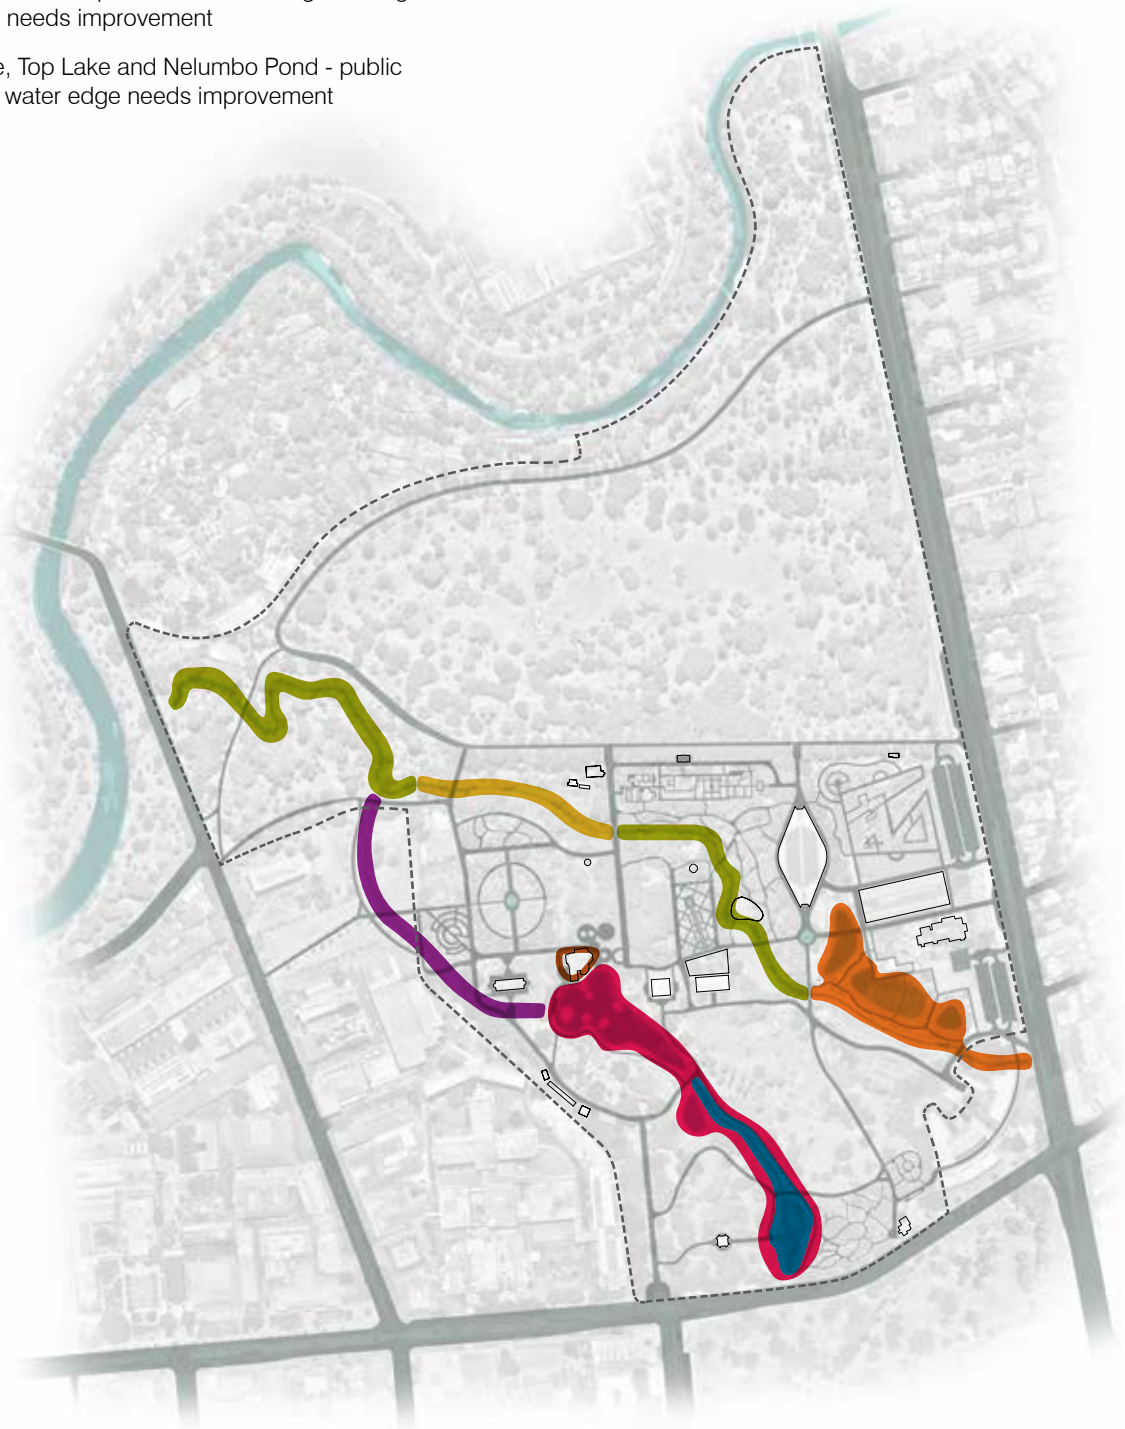 needs improvement
e, Top Lake and Nelumbo Pond - public
water edge needs improvement